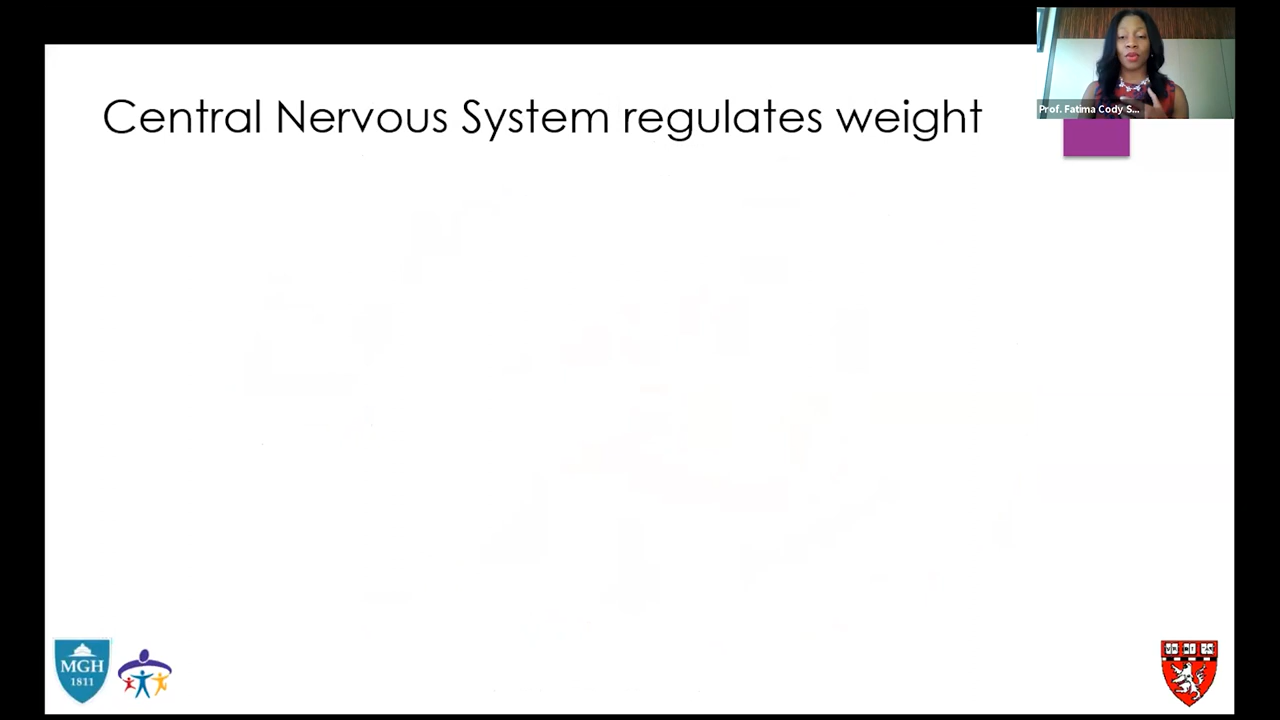 Central Nervous System regulates weight
Prof. Fatima Cody S...
MGH
1811